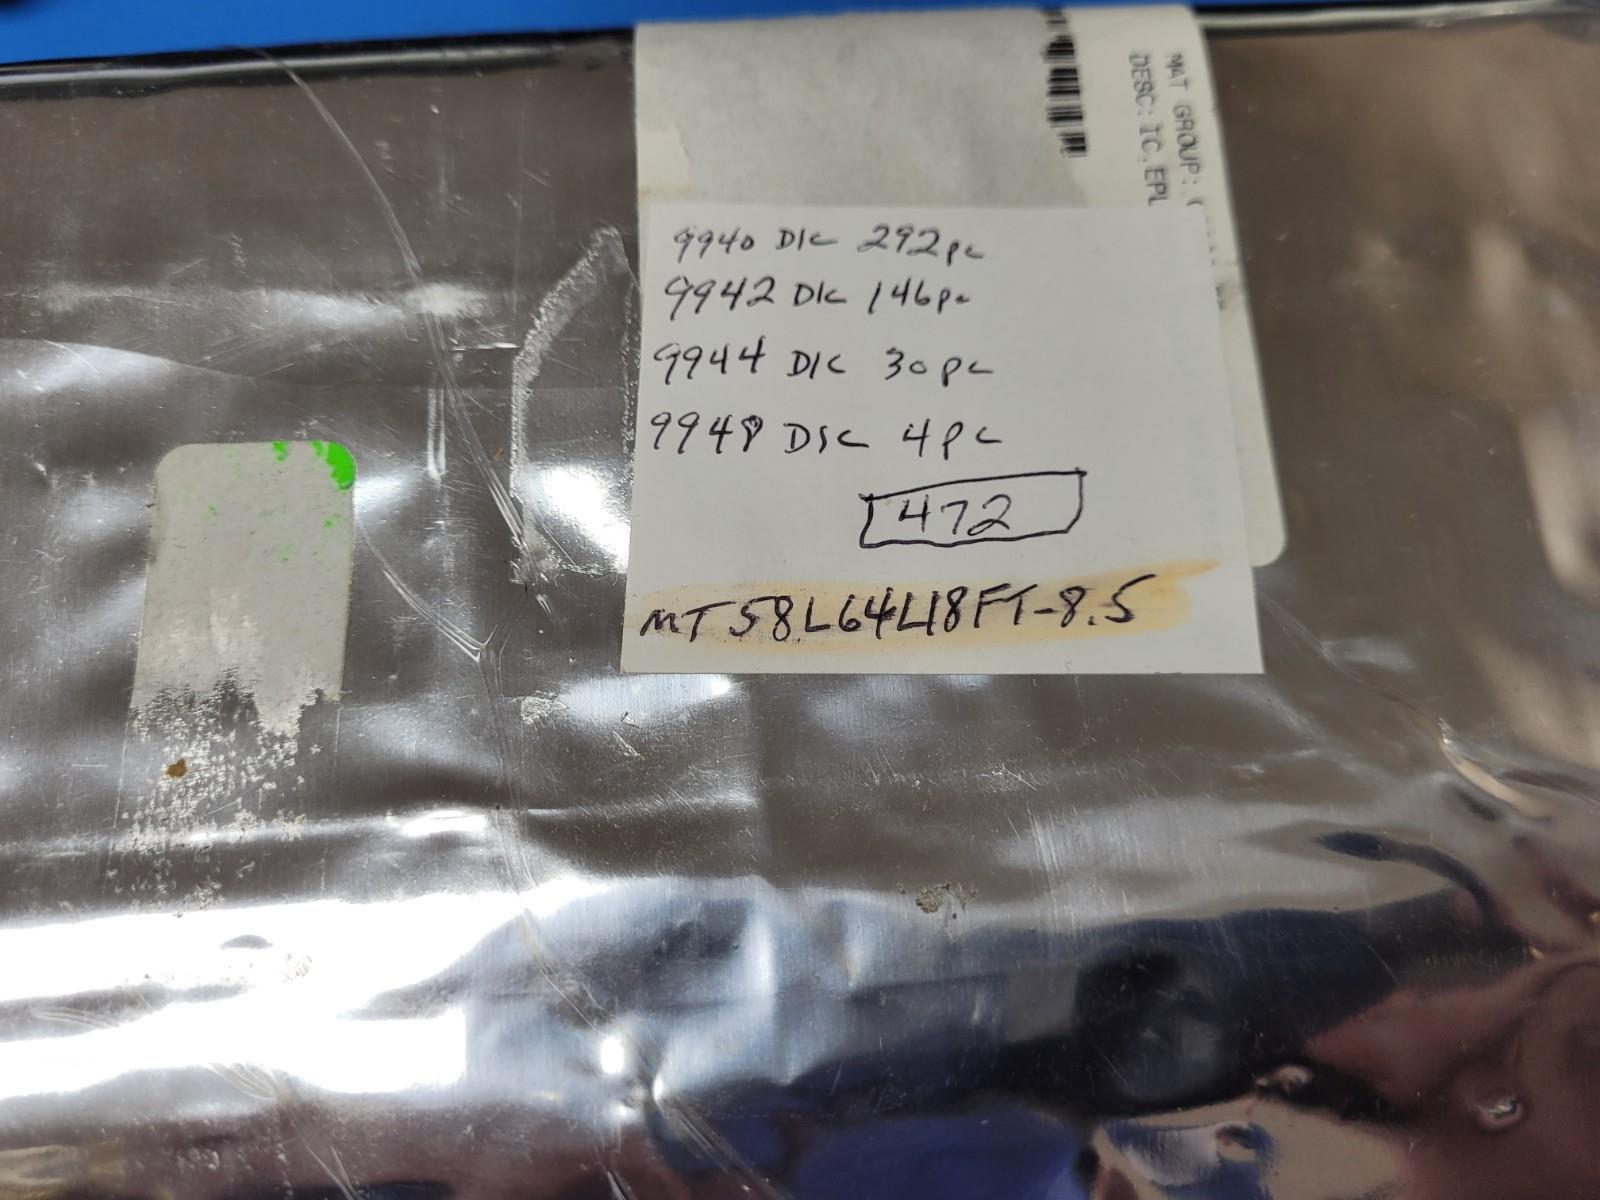 MAT GROUP:
DESC: IC, EPL
9940 D/C 292pc
9942 D/C 146pc
9944 D/C 30pc
9948 D/C 4pc
472
MT58L64L18FT-8.5